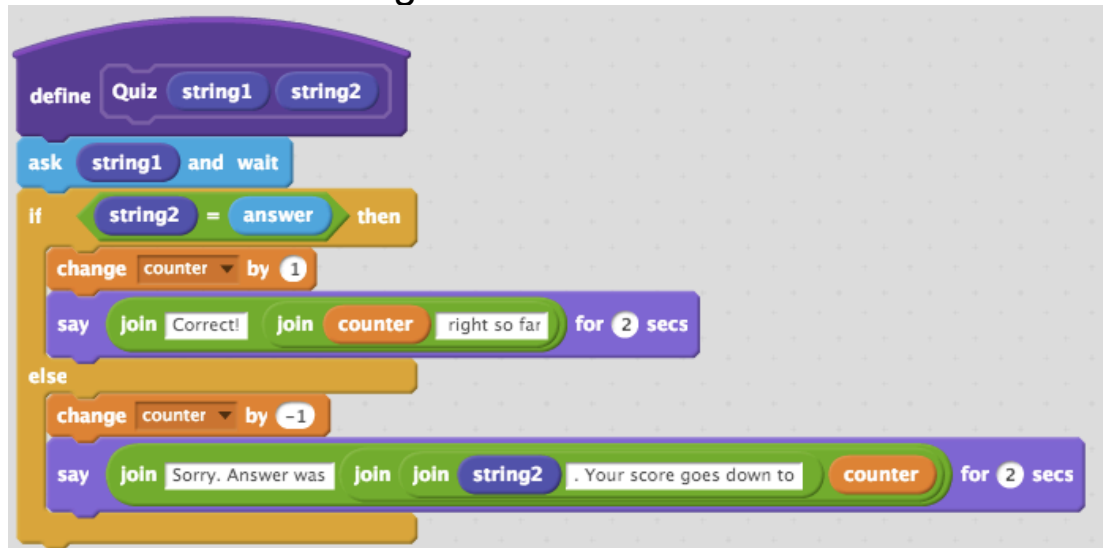 define Quiz string1 string2
ask string1 and wait
if string2 = answer then
change counter by 1
say join Correct! join counter right so far for 2 secs
else
change counter by -1
say join Sorry. Answer was join join string2 . Your score goes down to counter for 2 secs